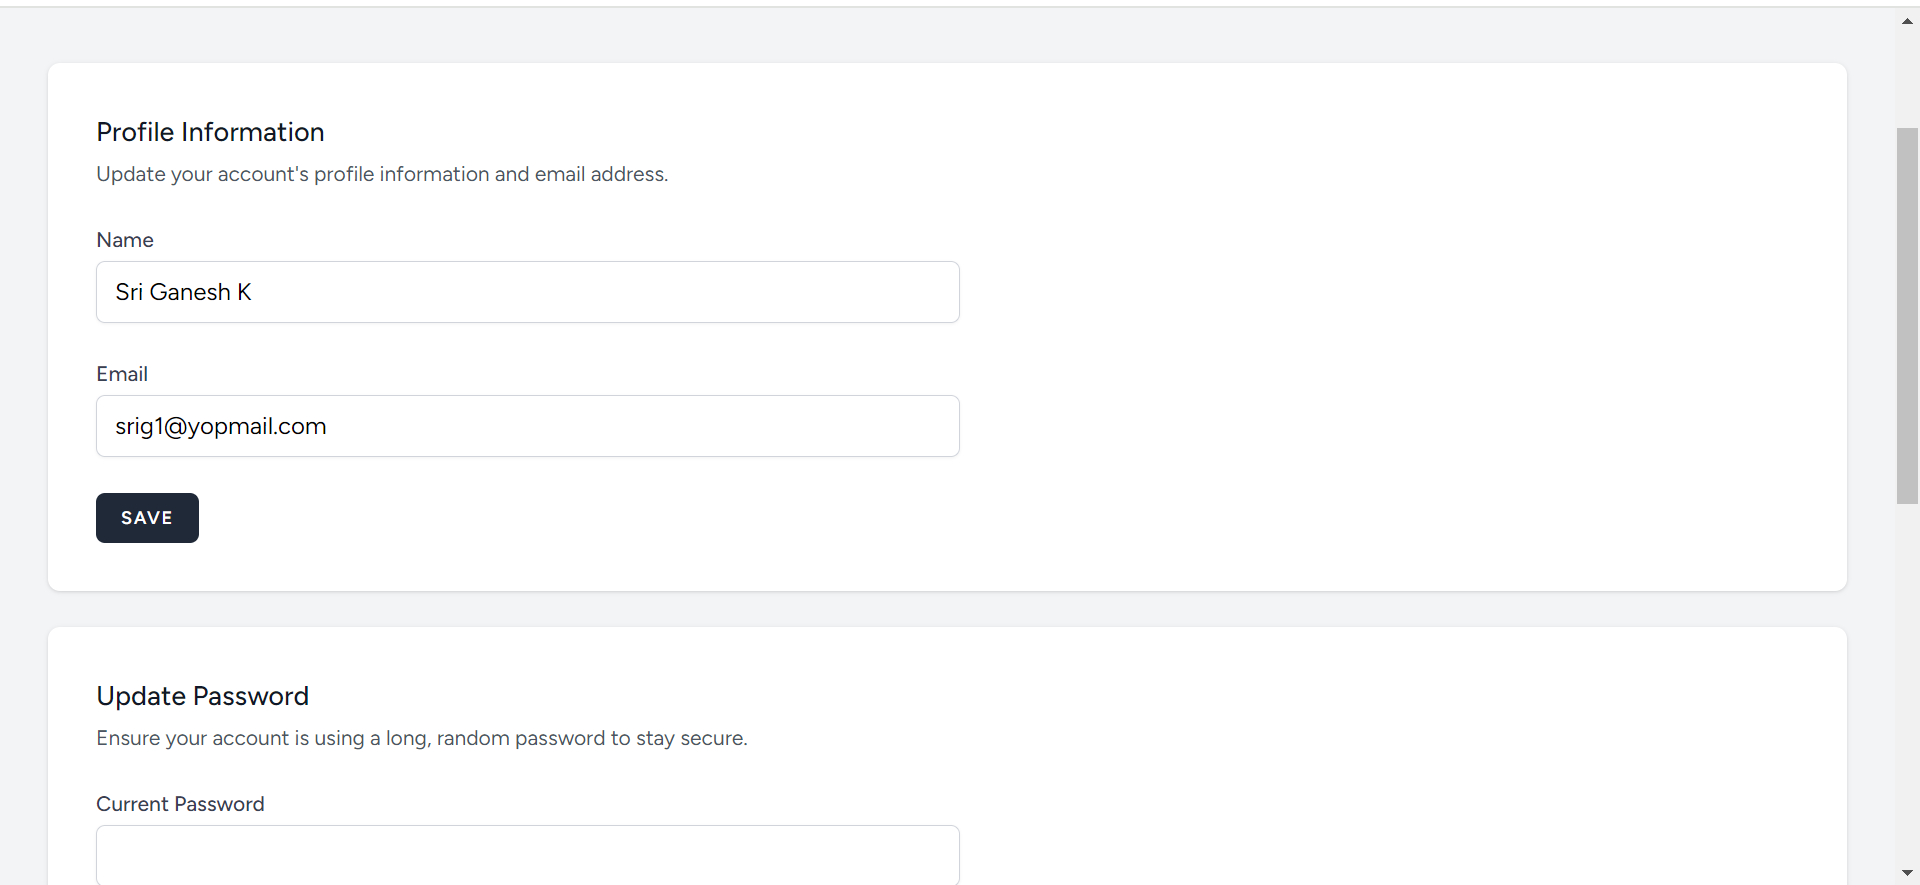 Profile Information
Update your account's profile information and email address.
Name
Sri Ganesh K
Email
srig1@yopmail.com
SAVE
Update Password
Ensure your account is using a long, random password to stay secure.
Current Password